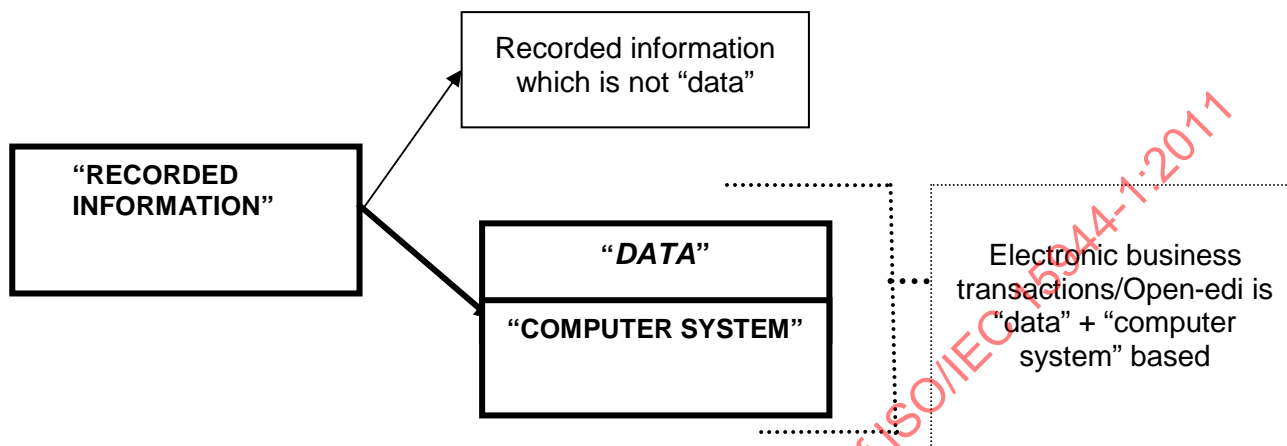 Recorded information
which is not “data”
“RECORDED
INFORMATION”
“DATA”
“COMPUTER SYSTEM”
Electronic business
transactions/Open-edi is
“data” + “computer
system” based
of ISO/IEC 15944-1:2011